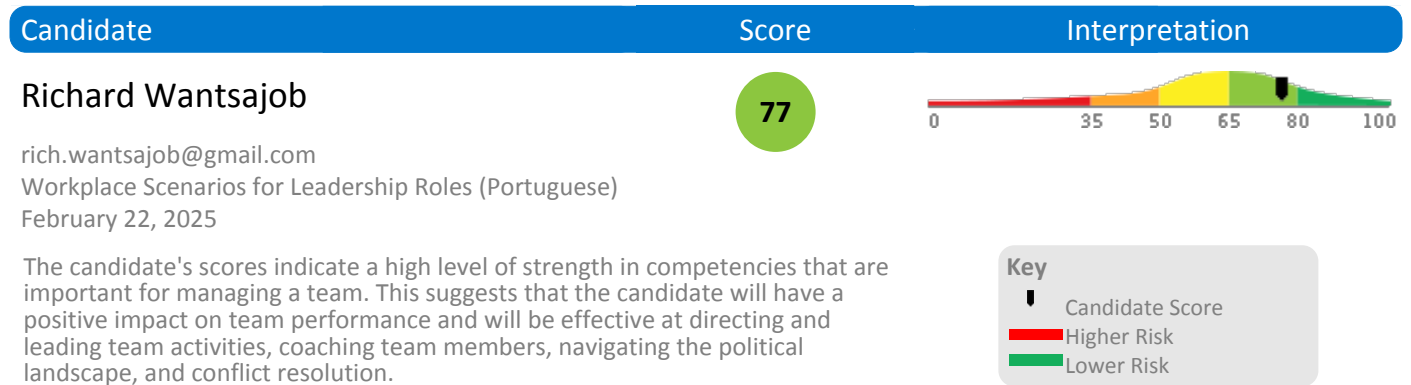 Candidate Score Interpretation
Richard Wantsajob
77
0 35 50 65 80 100
rich.wantsajob@gmail.com
Workplace Scenarios for Leadership Roles (Portuguese)
February 22, 2025
The candidate's scores indicate a high level of strength in competencies that are
important for managing a team. This suggests that the candidate will have a
positive impact on team performance and will be effective at directing and
leading team activities, coaching team members, navigating the political
landscape, and conflict resolution.
Key
Candidate Score
Higher Risk
Lower Risk